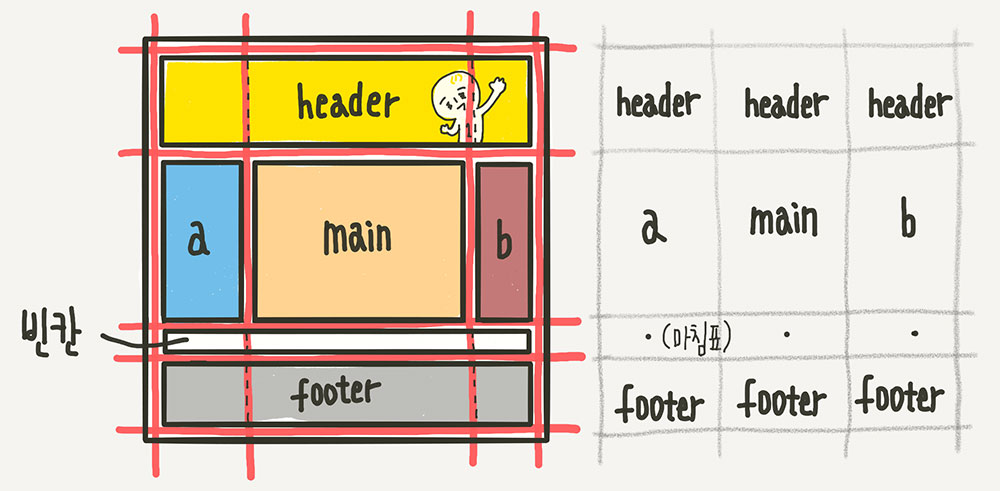 header
a main b
빈칸
footer
header header header
a main b
· (마침표) · ·
footer footer footer